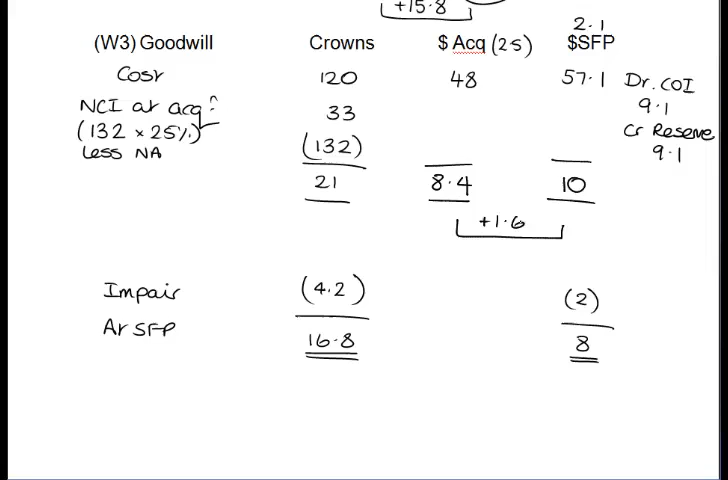 +15.8
2.1
(W3) Goodwill Crowns $ Acq (25) $SFP
Cost 120 48 57.1 Dr. COI
NCI at acq: 33 9.1
(132 x 25%) Cr Reserve
Less NA (132) 9.1
21 8.4 10
+1.6
Impair (4.2) (2)
At SFP 16.8 8